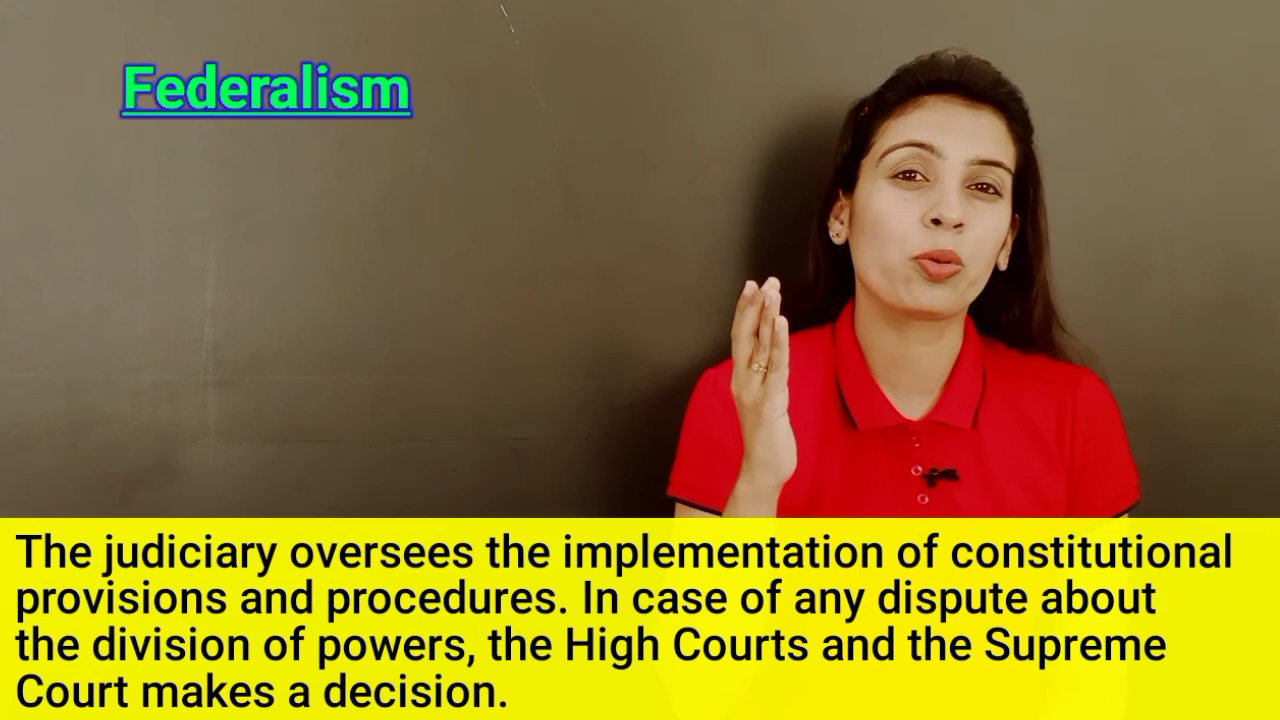 Federalism
The judiciary oversees the implementation of constitutional
provisions and procedures. In case of any dispute about
the division of powers, the High Courts and the Supreme
Court makes a decision.